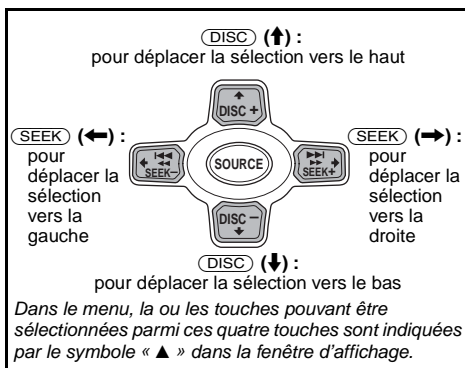 DISC (↑) :
pour déplacer la sélection vers le haut
DISC +
SEEK (←) :
pour
déplacer la
sélection
vers la
gauche
SEEK−
SOURCE
SEEK+
SEEK (→) :
pour
déplacer la
sélection
vers la
droite
DISC −
DISC (↓) :
pour déplacer la sélection vers le bas
Dans le menu, la ou les touches pouvant être
sélectionnées parmi ces quatre touches sont indiquées
par le symbole « ▲ » dans la fenêtre d’affichage.